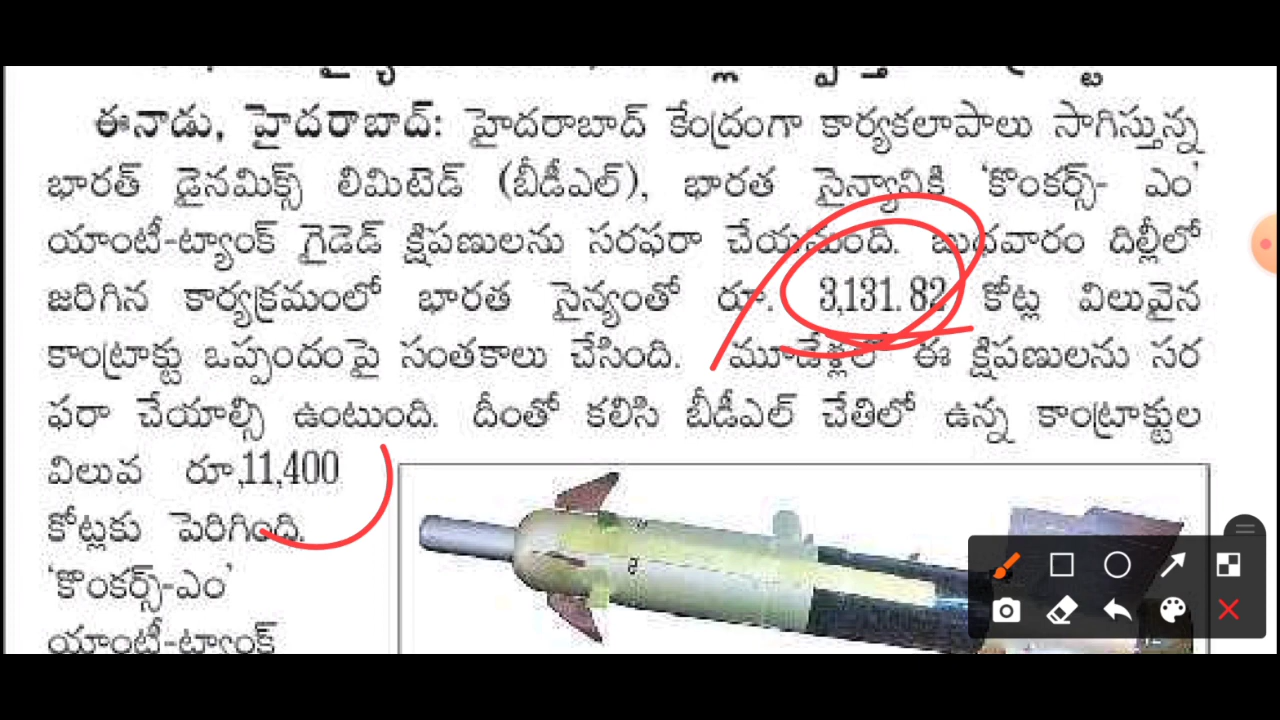 ఈనాడు, హైదరాబాద్: హైదరాబాద్ కేంద్రంగా కార్యకలాపాలు సాగిస్తున్న
భారత్ డైనమిక్స్ లిమిటెడ్ (బీడీఎల్), భారత సైన్యానికి ‘కొంకర్స్- ఎం’
యాంటీ-ట్యాంక్ గైడెడ్ క్షిపణులను సరఫరా చేయనుంది. బుధవారం దిల్లీలో
జరిగిన కార్యక్రమంలో భారత సైన్యంతో రూ. 3,131.82 కోట్ల విలువైన
కాంట్రాక్టు ఒప్పందంపై సంతకాలు చేసింది. మూడేళ్లలో ఈ క్షిపణులను సర
ఫరా చేయాల్సి ఉంటుంది. దీంతో కలిసి బీడీఎల్ చేతిలో ఉన్న కాంట్రాక్టుల
విలువ రూ.11,400
కోట్లకు పెరిగింది.
‘కొంకర్స్-ఎం’
యాంటీ-ట్యాంక్